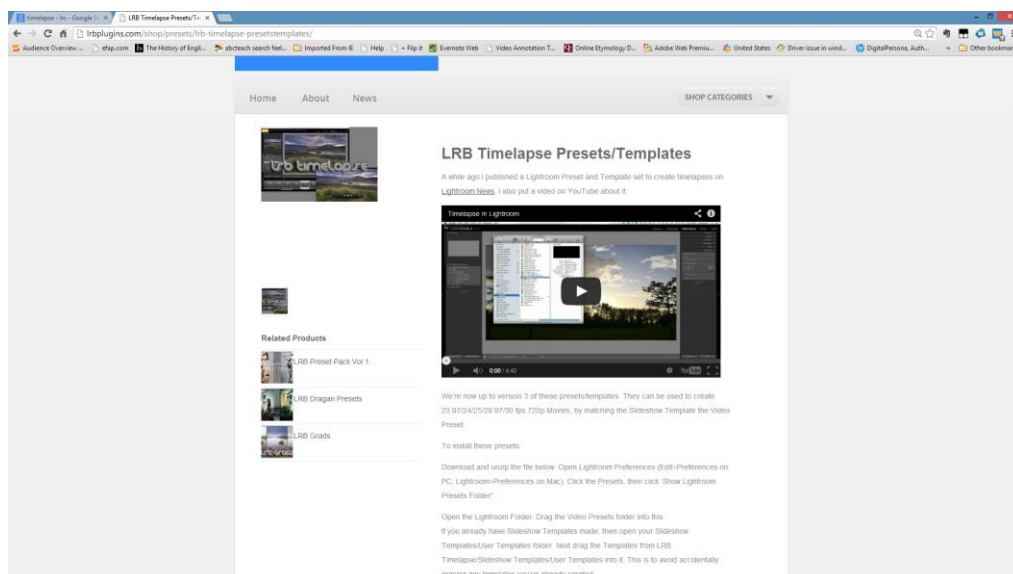 timelapse - lrs - Google Se
LRB Timelapse Presets/Te
lrbplugins.com/shop/presets/lrb-timelapse-presetstemplates/
Audience Overview ... efap.com The History of Engli... abcteach search feel... Imported From IE Help + Flip it Evernote Web Video Annotation T... Online Etymology D... Adobe Web Premiu... United States Driver issue in wind... DigitalPersona, Auth... » Other bookmar
Home About News
SHOP CATEGORIES
lrb timelapse
Related Products
LRB Preset Pack Vol 1.
LRB Dragan Presets
LRB Grads
LRB Timelapse Presets/Templates
A while ago i published a Lightroom Preset and Template set to create timelapses on
Lightroom News. I also put a video on YouTube about it:
Timelapse in Lightroom
0:00 / 4:40
YouTube
We're now up to version 3 of these presets/templates. They can be used to create
23.97/24/25/29.97/30 fps 720p Movies, by matching the Slideshow Template the Video
Preset.
To install these presets:
Download and unzip the file below. Open Lightroom Preferences (Edit>Preferences on
PC, Lightroom>Preferences on Mac). Click the Presets, then click 'Show Lightroom
Presets Folder".
Open the Lightroom Folder. Drag the Video Presets folder into this.
If you already have Slideshow Templates made, then open your Slideshow
Templates/User Templates folder. Next drag the Templates from LRB
Timelapse/Slideshow Templates/User Templates into it. This is to avoid accidentally